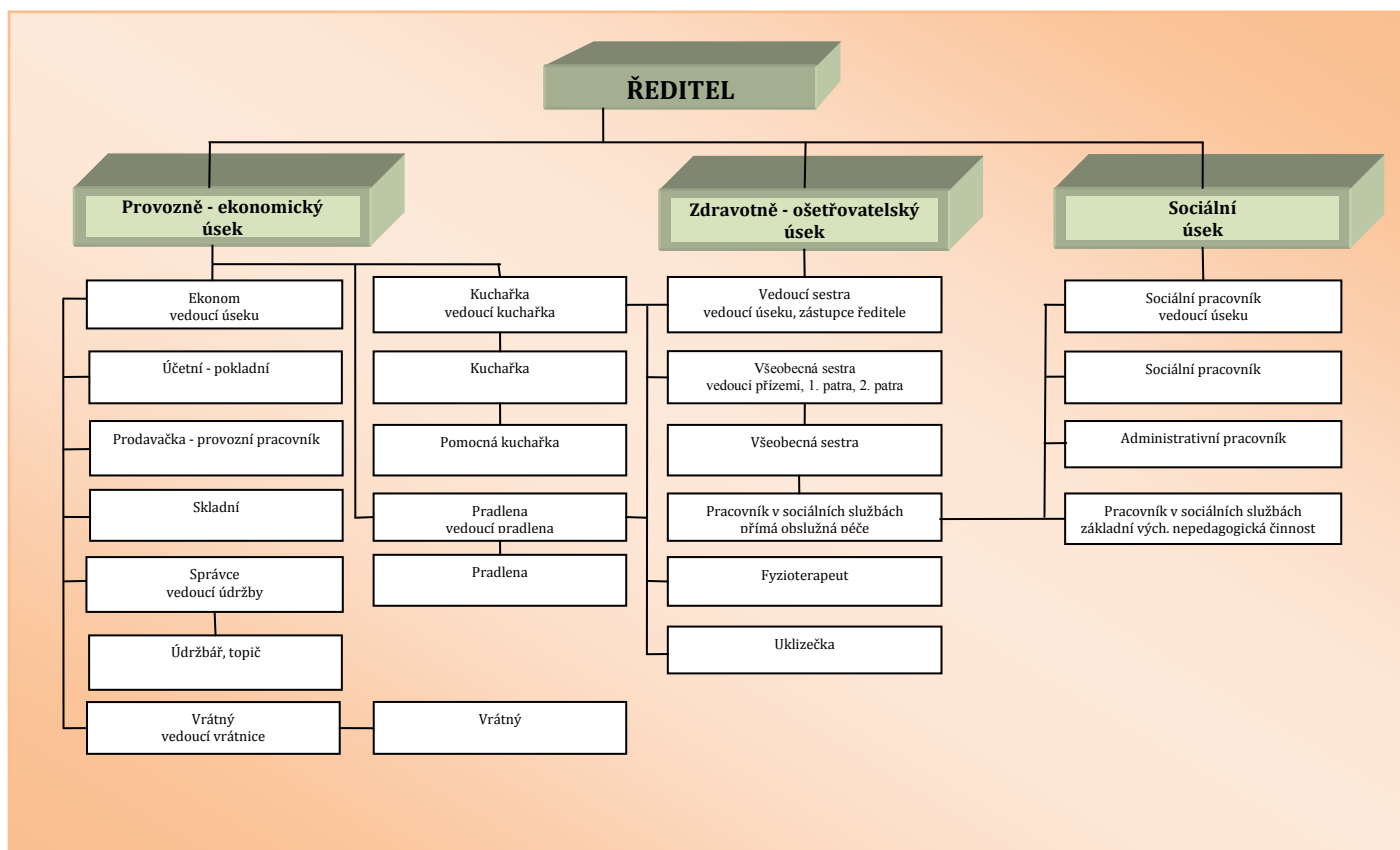 ŘEDITEL
Provozně - ekonomický
úsek
Zdravotně - ošetřovatelský
úsek
Sociální
úsek
Ekonom
vedoucí úseku
Účetní - pokladní
Prodavačka - provozní pracovník
Skladní
Správce
vedoucí údržby
Údržbář, topič
Vrátný
vedoucí vrátnice
Kuchařka
vedoucí kuchařka
Kuchařka
Pomocná kuchařka
Pradlena
vedoucí pradlena
Pradlena
Vrátný
Vedoucí sestra
vedoucí úseku, zástupce ředitele
Všeobecná sestra
vedoucí přízemí, 1. patra, 2. patra
Všeobecná sestra
Pracovník v sociálních službách
přímá obslužná péče
Fyzioterapeut
Uklizečka
Sociální pracovník
vedoucí úseku
Sociální pracovník
Administrativní pracovník
Pracovník v sociálních službách
základní vých. nepedagogická činnost